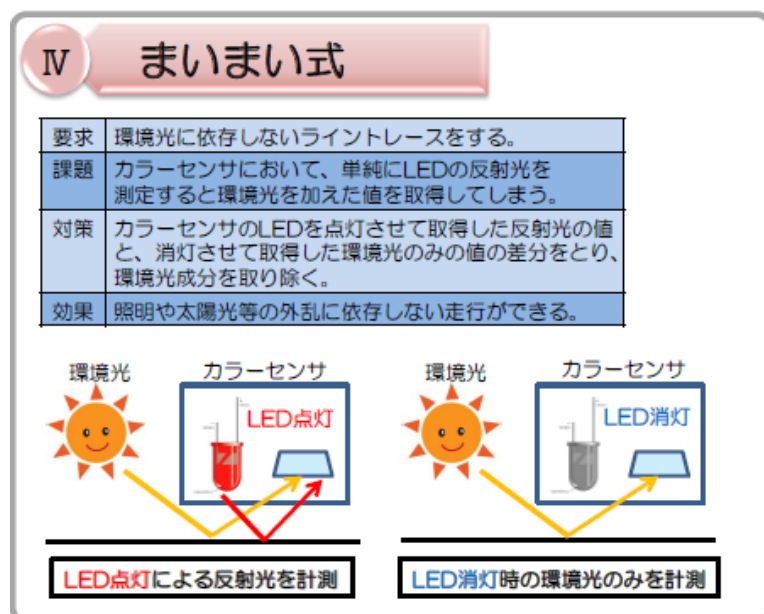 Ⅳ まいまい式
要求 環境光に依存しないライントレースをする。
課題 カラーセンサにおいて、単純にLEDの反射光を
測定すると環境光を加えた値を取得してしまう。
対策 カラーセンサのLEDを点灯させて取得した反射光の値
と、消灯させて取得した環境光のみの値の差分をとり、
環境光成分を取り除く。
効果 照明や太陽光等の外乱に依存しない走行ができる。
環境光 カラーセンサ
LED点灯
LED点灯による反射光を計測
環境光 カラーセンサ
LED消灯
LED消灯時の環境光のみを計測